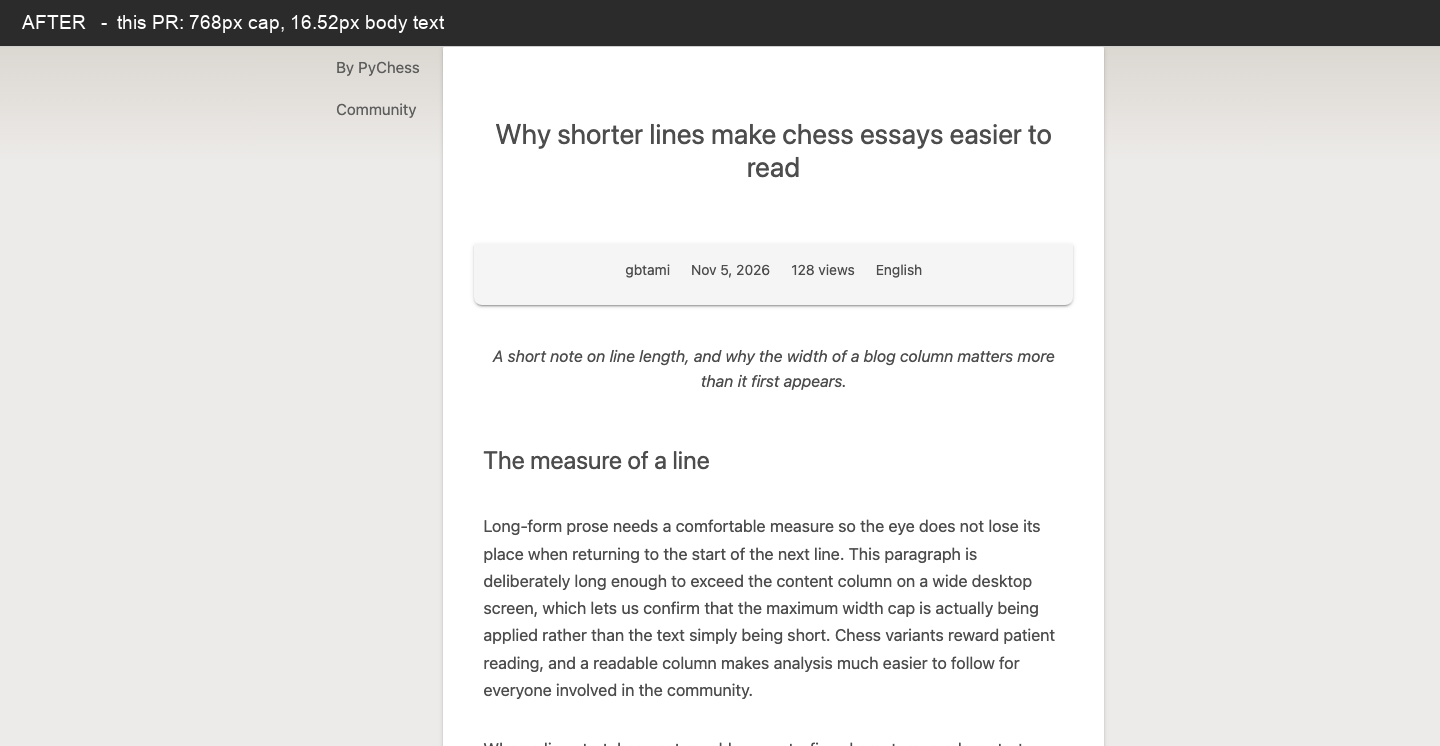 AFTER - this PR: 768px cap, 16.52px body text
By PyChess
Community
Why shorter lines make chess essays easier to
read
gbtami Nov 5, 2026 128 views English
A short note on line length, and why the width of a blog column matters more
than it first appears.
The measure of a line
Long-form prose needs a comfortable measure so the eye does not lose its
place when returning to the start of the next line. This paragraph is
deliberately long enough to exceed the content column on a wide desktop
screen, which lets us confirm that the maximum width cap is actually being
applied rather than the text simply being short. Chess variants reward patient
reading, and a readable column makes analysis much easier to follow for
everyone involved in the community.